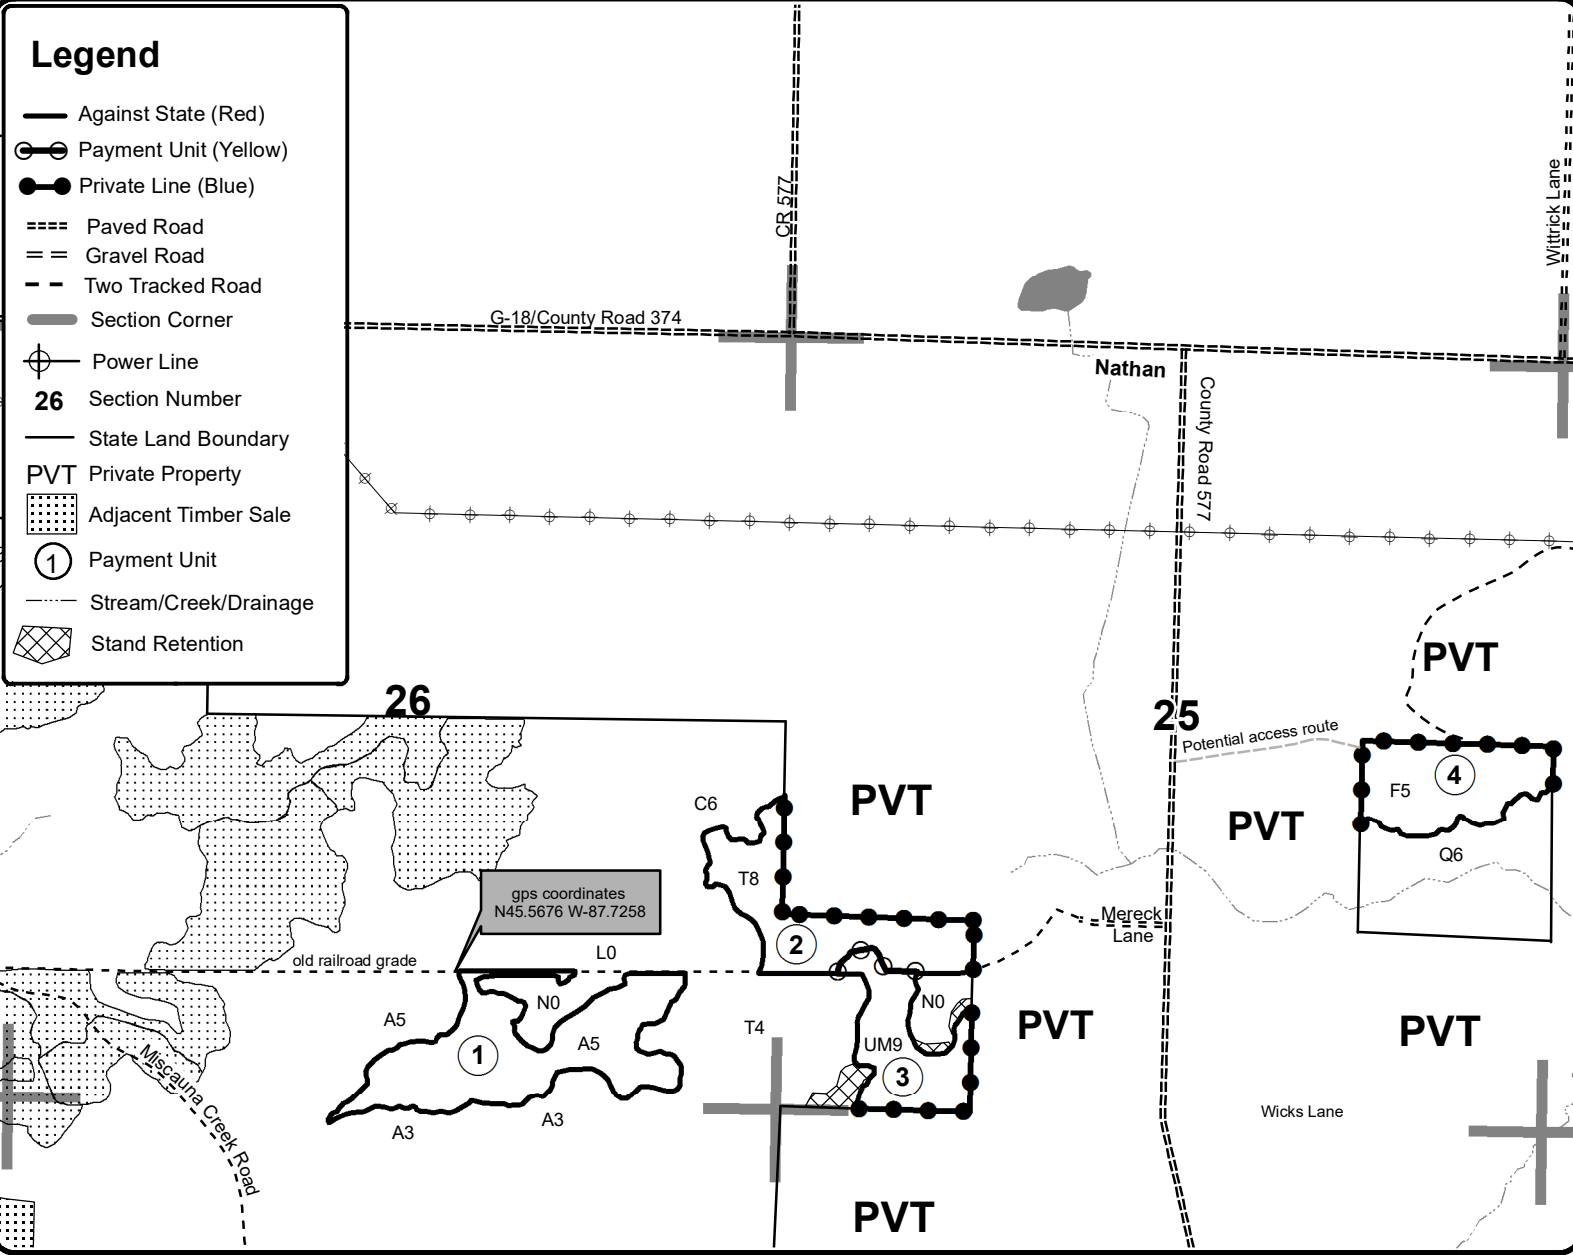 Legend
Against State (Red)
Payment Unit (Yellow)
Private Line (Blue)
Paved Road
Gravel Road
Two Tracked Road
Section Corner
Power Line
26 Section Number
State Land Boundary
PVT Private Property
Adjacent Timber Sale
1 Payment Unit
Stream/Creek/Drainage
Stand Retention
CR 577
Wittrick Lane
G-18/County Road 374
Nathan
County Road 577
PVT
26
25
Potential access route
4
F5
PVT
PVT
C6
Q6
T8
gps coordinates
N45.5676 W-87.7258
Mereck
Lane
2
L0
old railroad grade
N0
N0
A5
T4
PVT
PVT
A5
UM9
1
3
Miscauna Creek Road
A3
A3
Wicks Lane
PVT